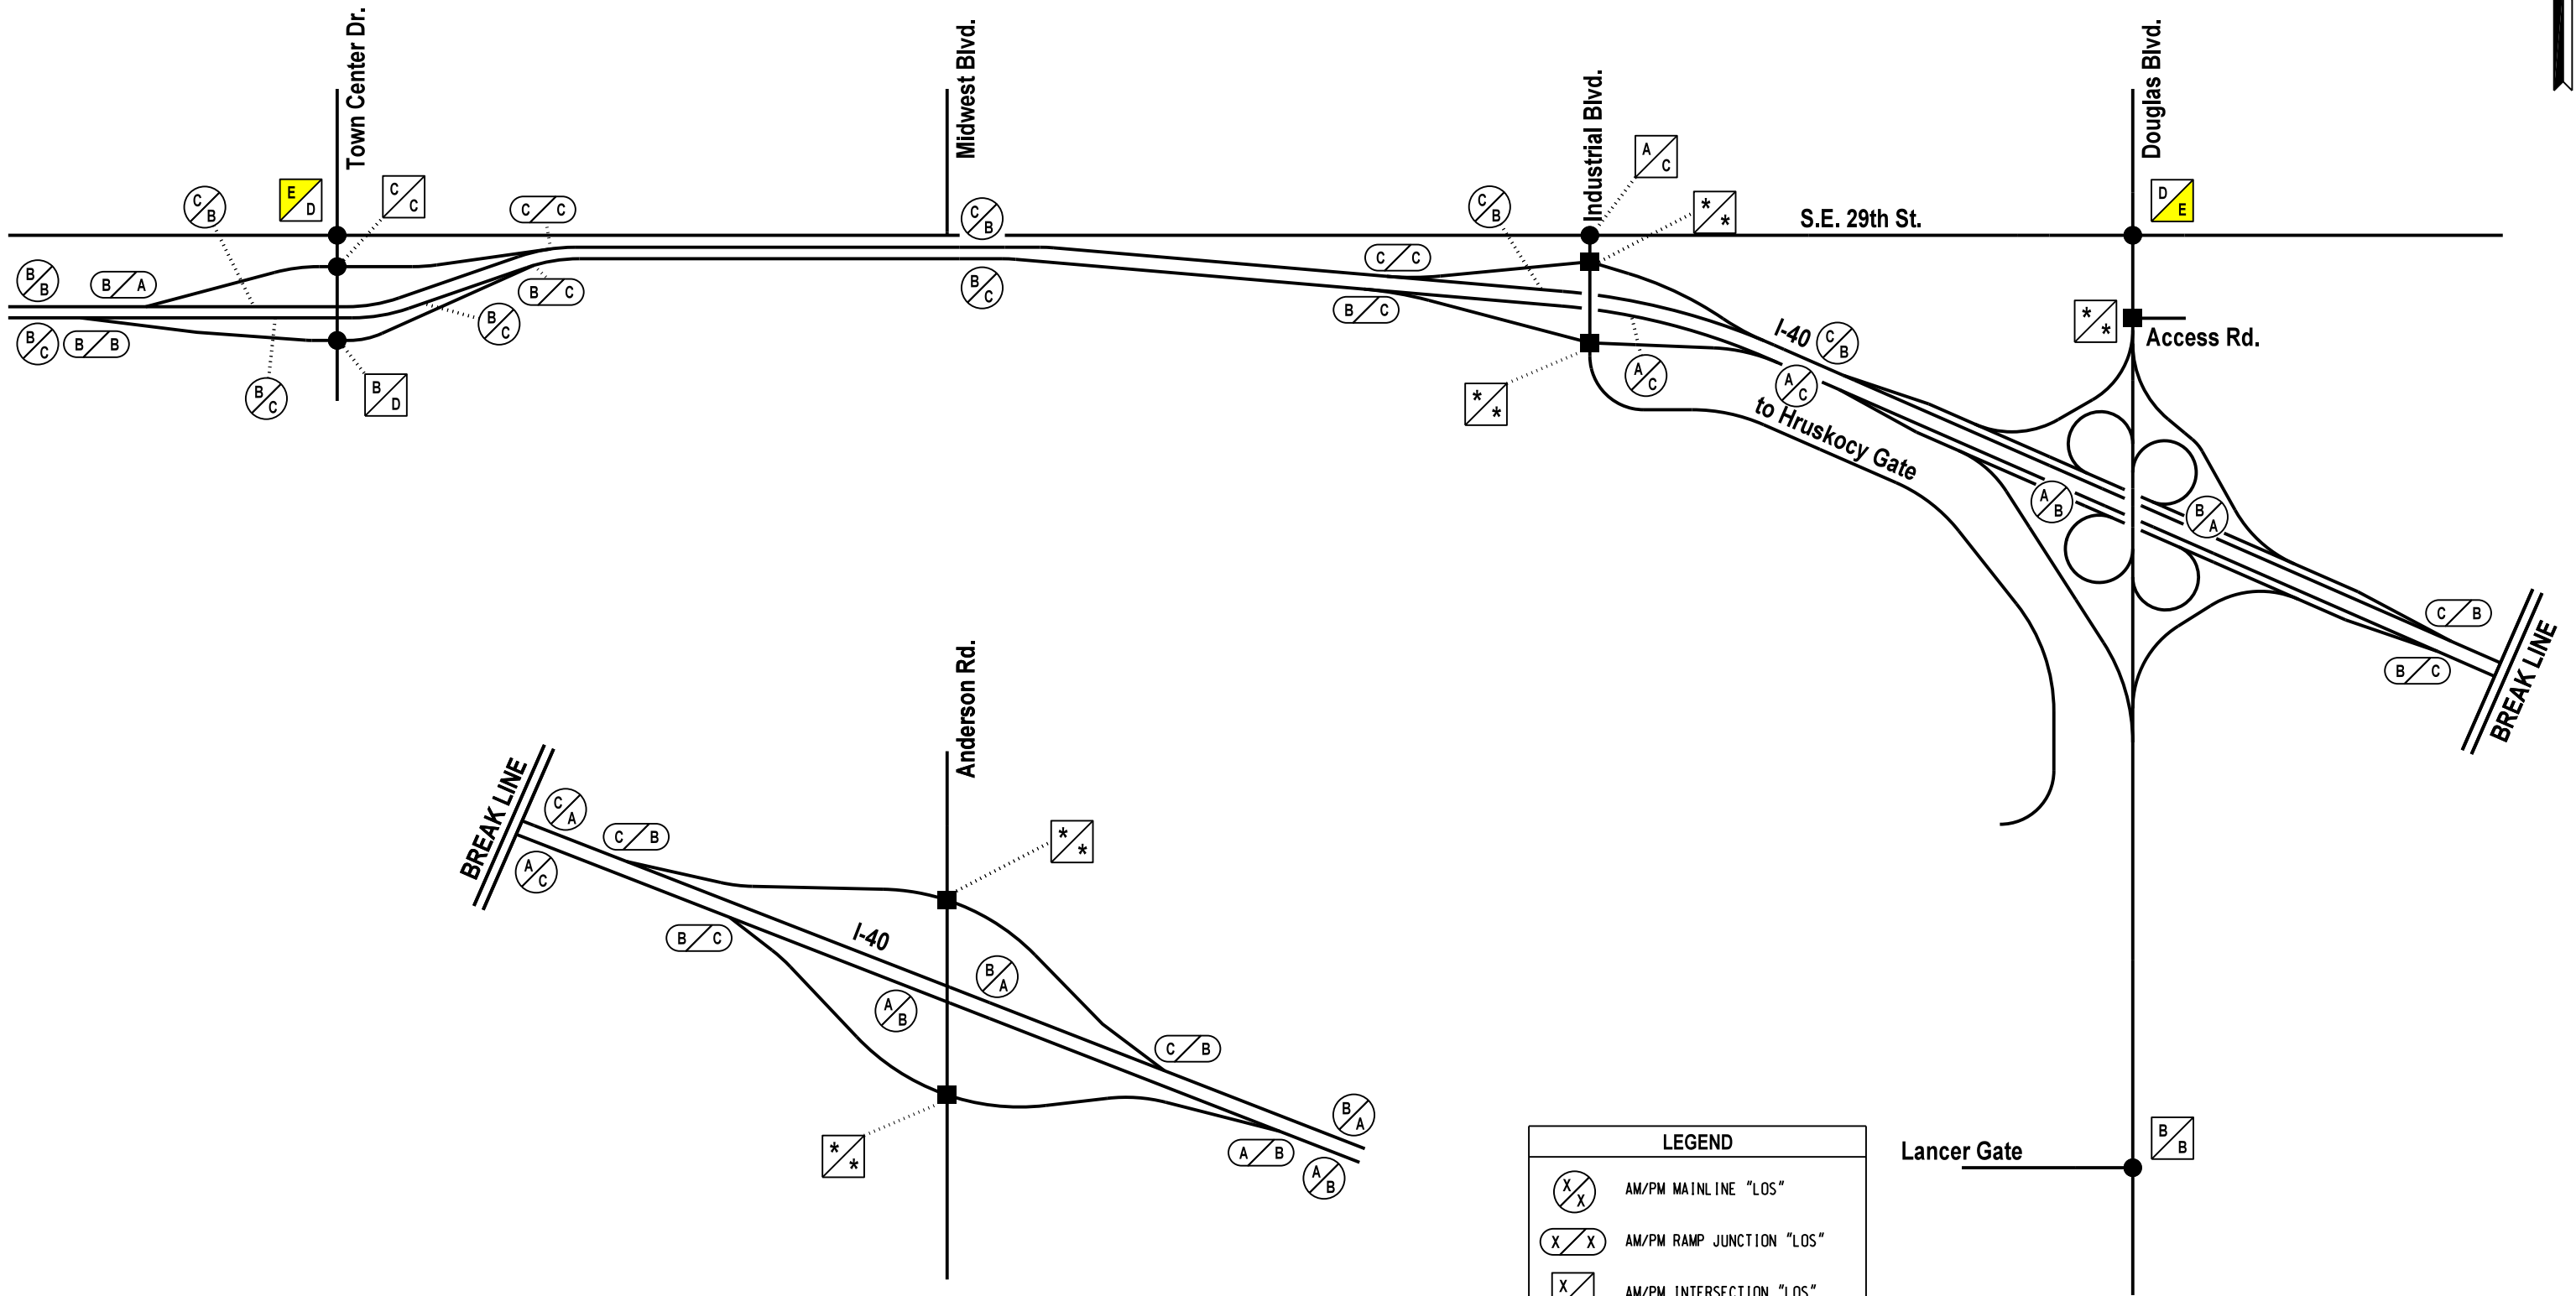 Town Center Dr.
Midwest Blvd.
Industrial Blvd.
Douglas Blvd.
A
C
C
B
E
D
C
C
C / C
C
B
C
B
*
*
S.E. 29th St.
D
E
B
B
B / A
B / C
B
C
C / C
B / C
*
*
Access Rd.
B
C
B / B
B
C
I-40
C
B
A
C
A
C
B
C
B
D
*
*
to Hruskocy Gate
A
B
B
A
C / B
B / C
BREAK LINE
Anderson Rd.
BREAK LINE
C
A
C / B
*
*
A
C
B / C
I-40
B
A
A
B
C / B
B
A
A / B
A
B
*
*
LEGEND
X
X
AM/PM MAINLINE "LOS"
X / X
AM/PM RAMP JUNCTION "LOS"
X
AM/PM INTERSECTION "LOS"
Lancer Gate
B
B